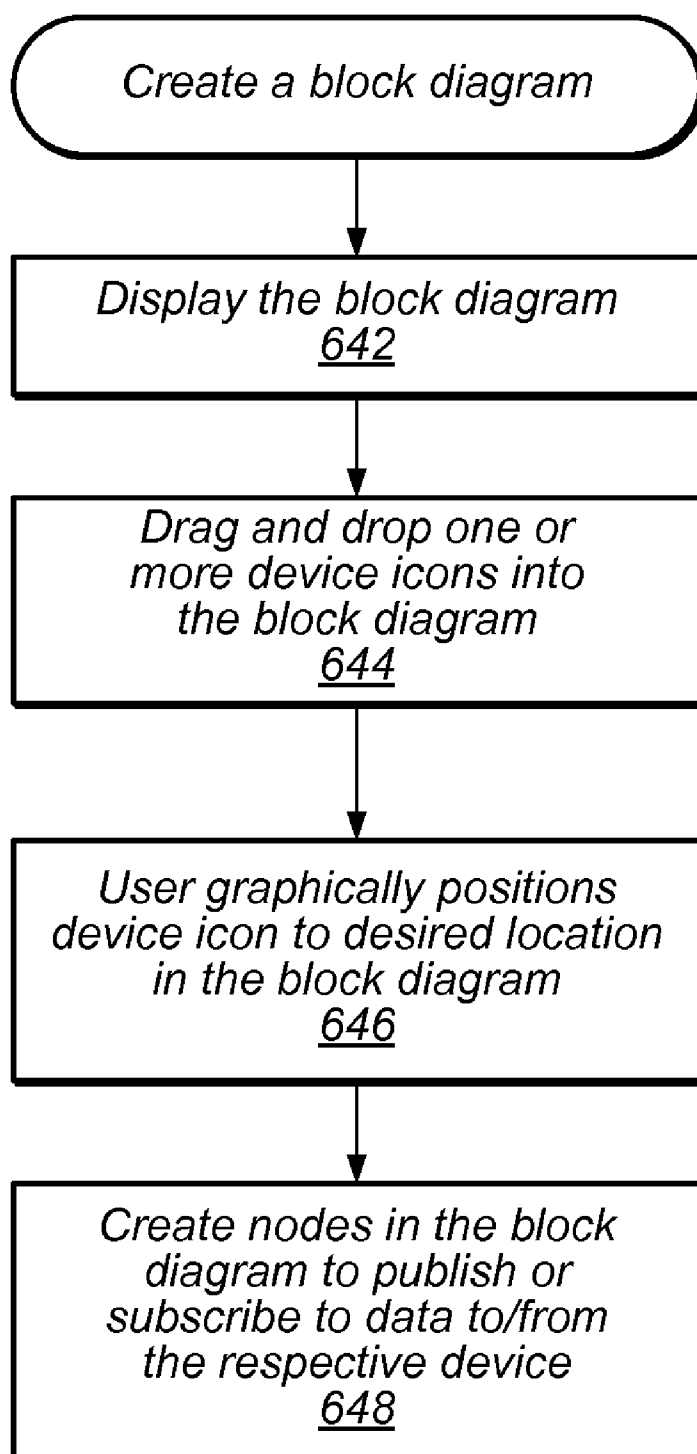 Create a block diagram
Display the block diagram
642
Drag and drop one or
more device icons into
the block diagram
644
User graphically positions
device icon to desired location
in the block diagram
646
Create nodes in the block
diagram to publish or
subscribe to data to/from
the respective device
648